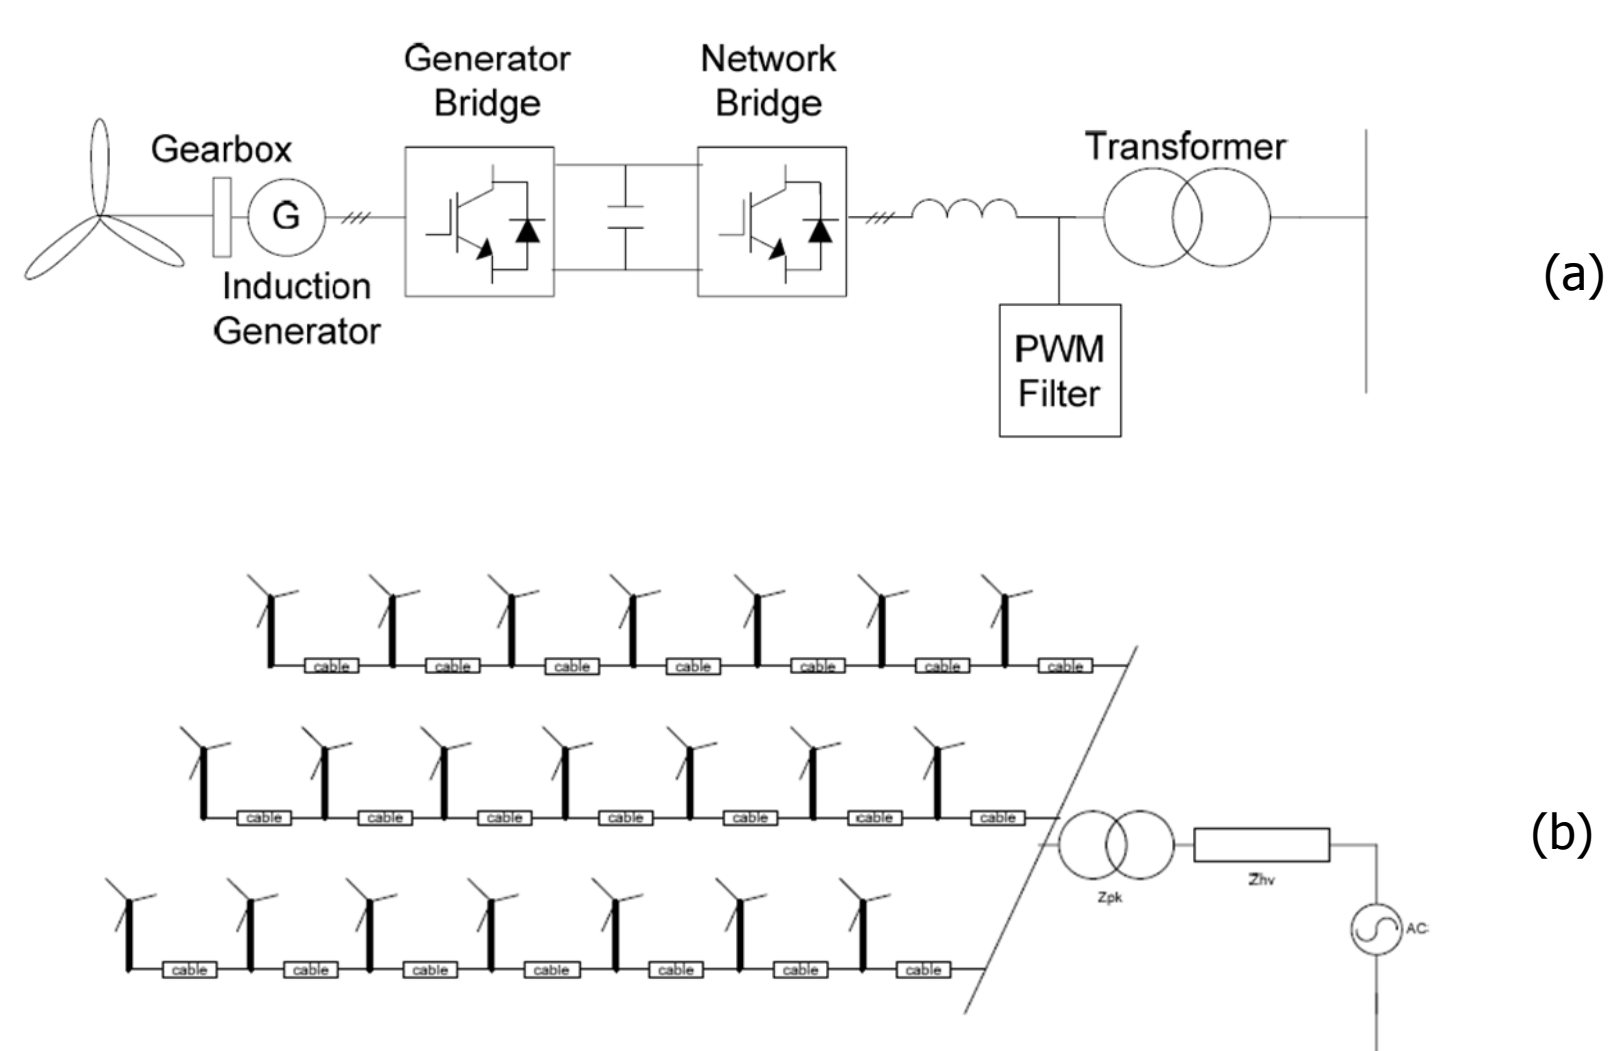 Generator
Bridge
Network
Bridge
Gearbox
Transformer
G
Induction
Generator
PWM
Filter
(a)
cable cable cable cable cable cable cable
cable cable cable cable cable cable cable
Zpk
Zhv
(b)
AC
cable cable cable cable cable cable cable